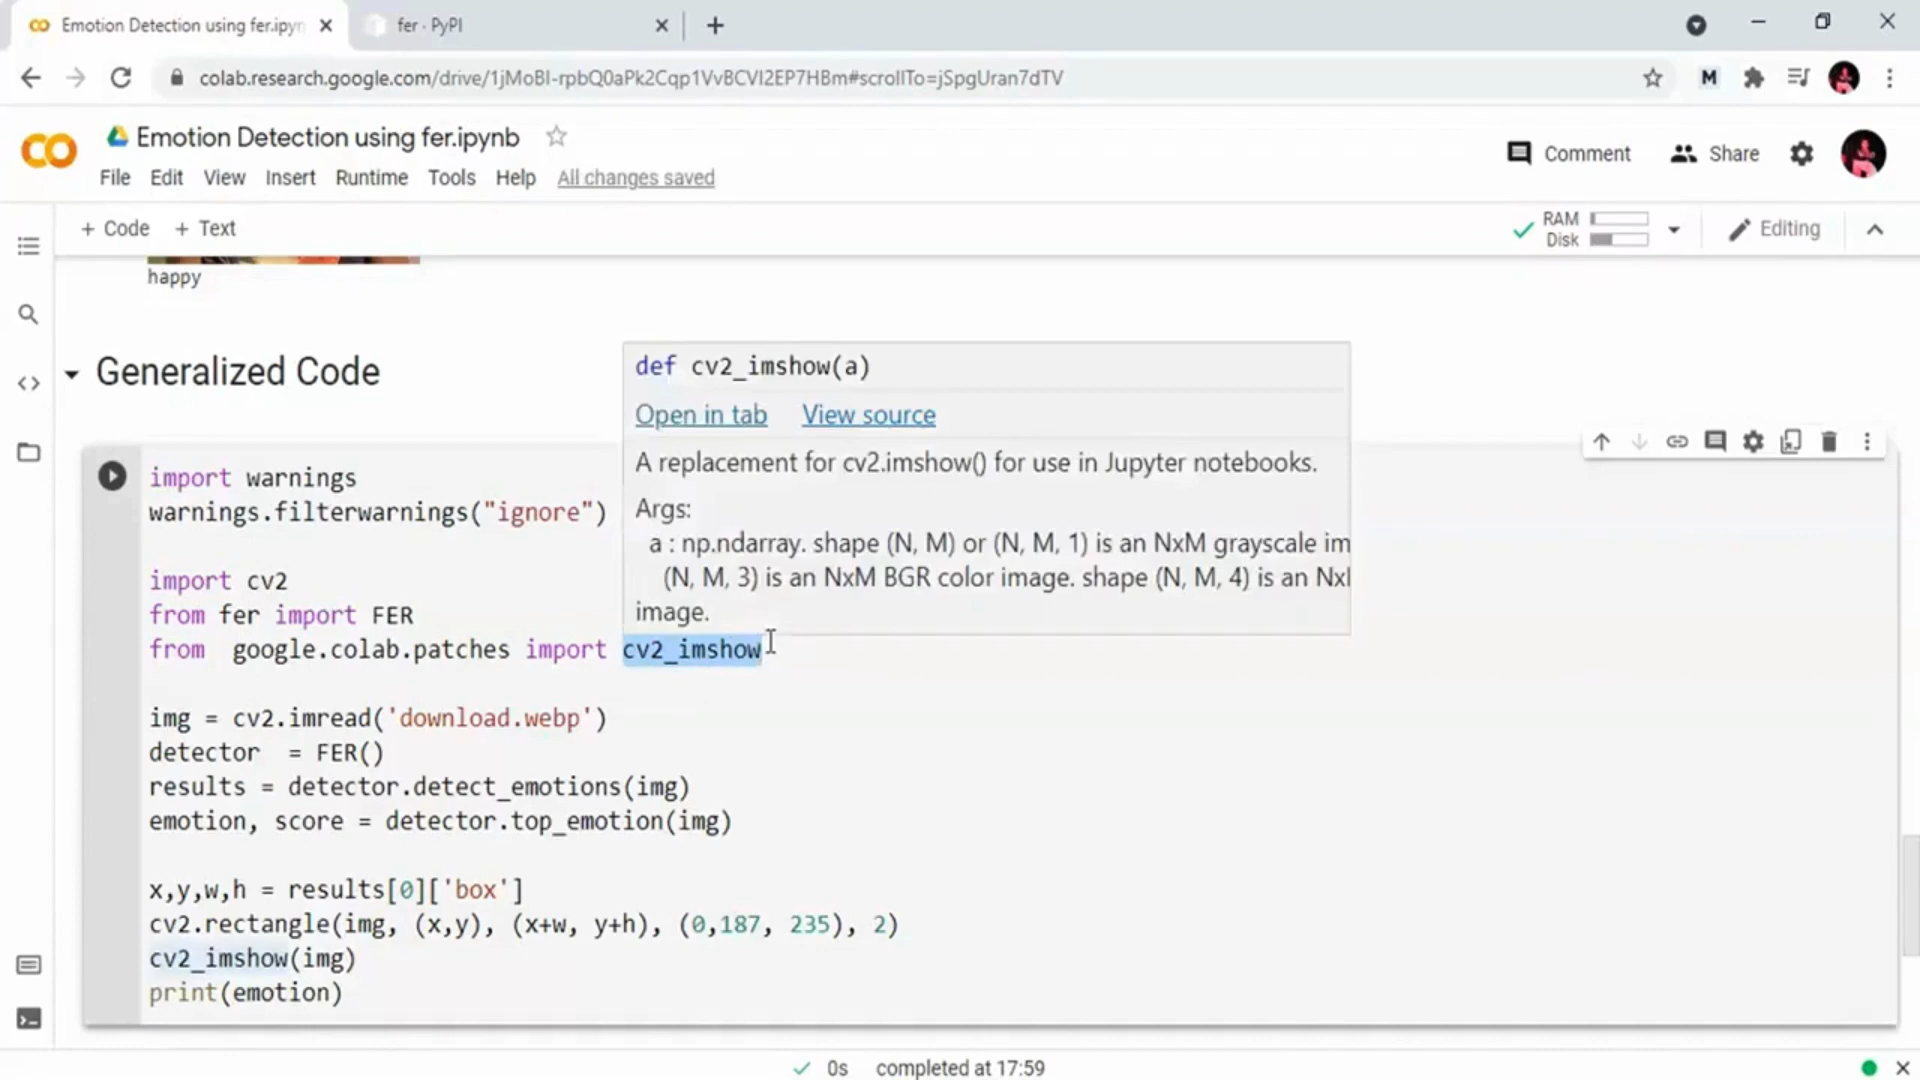 Emotion Detection using fer.ipyn
fer · PyPI
colab.research.google.com/drive/1jMoBI-rpbQ0aPk2Cqp1VvBCVI2EP7HBm#scrollTo=jSpgUran7dTV
M
CO
Emotion Detection using fer.ipynb
Comment
Share
File Edit View Insert Runtime Tools Help All changes saved
+ Code + Text
RAM
Disk
Editing
happy
Generalized Code
def cv2_imshow(a)
Open in tab View source
A replacement for cv2.imshow() for use in Jupyter notebooks.
Args:
a : np.ndarray. shape (N, M) or (N, M, 1) is an NxM grayscale im
(N, M, 3) is an NxM BGR color image. shape (N, M, 4) is an Nx
image.
import warnings
warnings.filterwarnings("ignore")
import cv2
from fer import FER
from google.colab.patches import cv2_imshow
img = cv2.imread('download.webp')
detector = FER()
results = detector.detect_emotions(img)
emotion, score = detector.top_emotion(img)
x,y,w,h = results[0]['box']
cv2.rectangle(img, (x,y), (x+w, y+h), (0,187, 235), 2)
cv2_imshow(img)
print(emotion)
0s completed at 17:59